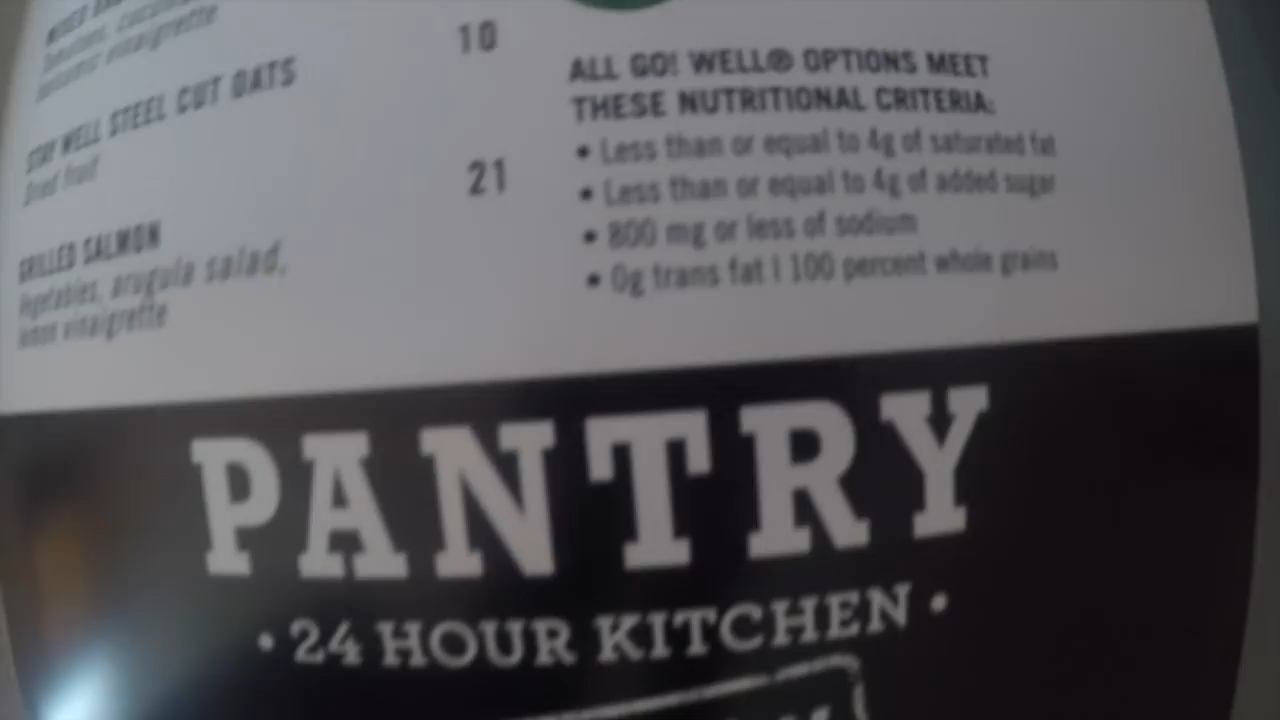 MIXED
vinaigrette
10
STAY WELL STEEL CUT OATS
Dried fruit
21
GRILLED SALMON
Vegetables, arugula salad,
lemon vinaigrette
ALL GO! WELL® OPTIONS MEET
THESE NUTRITIONAL CRITERIA:
• Less than or equal to 4g of saturated fat
• Less than or equal to 4g of added sugar
• 800 mg or less of sodium
• 0g trans fat | 100 percent whole grains
PANTRY
• 24 HOUR KITCHEN •